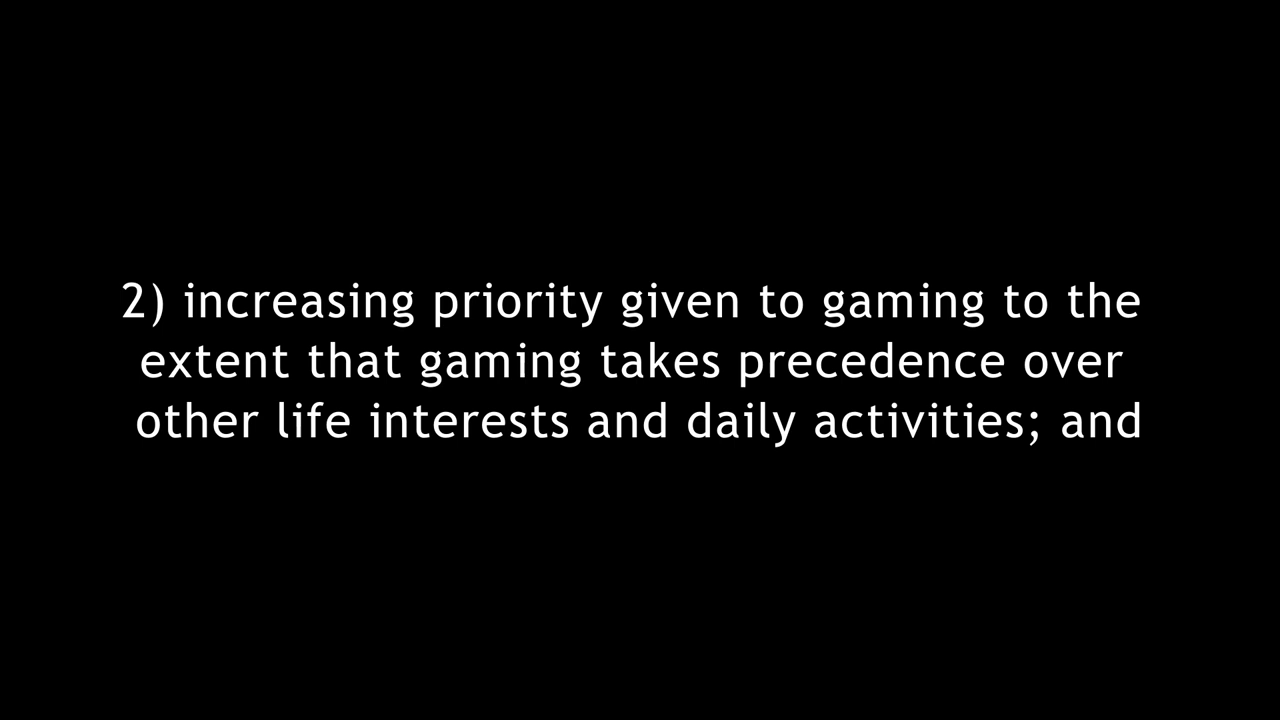 2) increasing priority given to gaming to the
extent that gaming takes precedence over
other life interests and daily activities; and